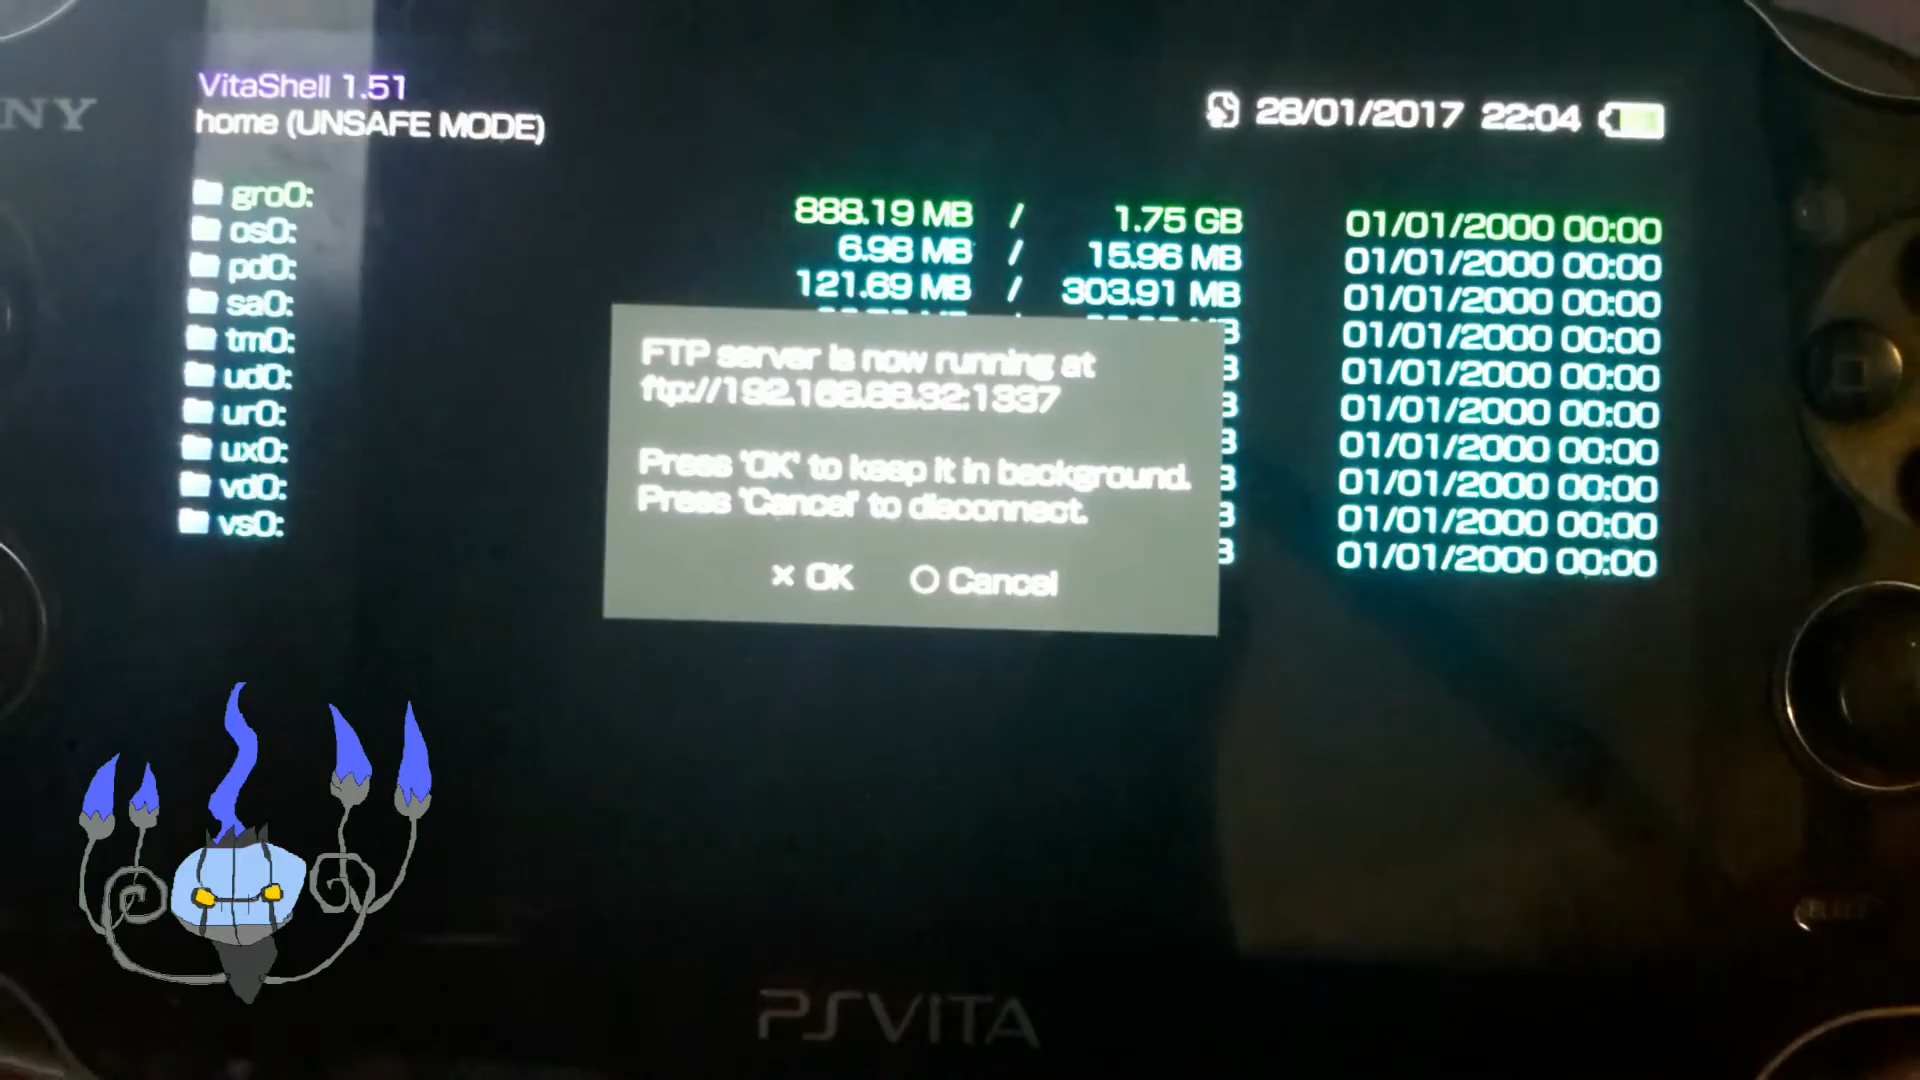 VitaShell 1.51
home (UNSAFE MODE)
28/01/2017 22:04
NY
gro0: 888.19 MB / 1.75 GB 01/01/2000 00:00
os0: 6.98 MB / 15.96 MB 01/01/2000 00:00
pd0: 121.69 MB / 303.91 MB 01/01/2000 00:00
sa0: 01/01/2000 00:00
tm0: 01/01/2000 00:00
ud0: 01/01/2000 00:00
ur0: 01/01/2000 00:00
ux0: 01/01/2000 00:00
vd0: 01/01/2000 00:00
vs0: 01/01/2000 00:00
FTP server is now running at
ftp://192.168.88.32:1337
Press 'OK' to keep it in background.
Press 'Cancel' to disconnect.
× OK ○ Cancel
SELECT
PSVITA